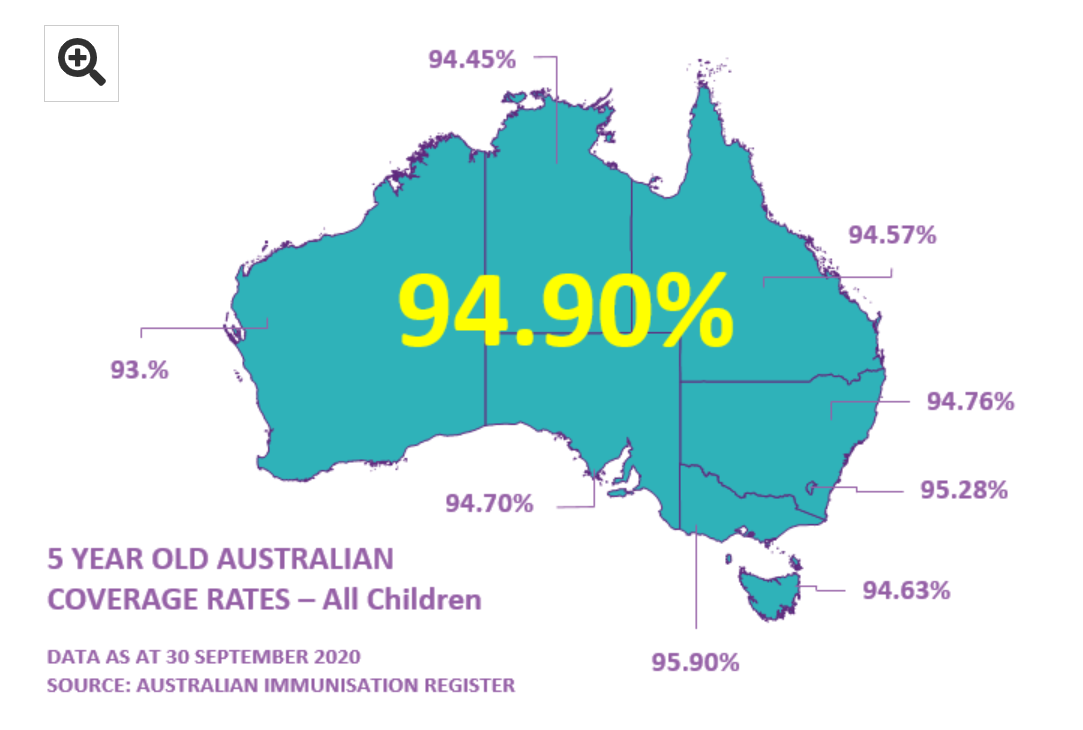 94.45%
94.57%
94.90%
93.%
94.76%
95.28%
94.70%
5 YEAR OLD AUSTRALIAN
COVERAGE RATES – All Children
94.63%
DATA AS AT 30 SEPTEMBER 2020
95.90%
SOURCE: AUSTRALIAN IMMUNISATION REGISTER